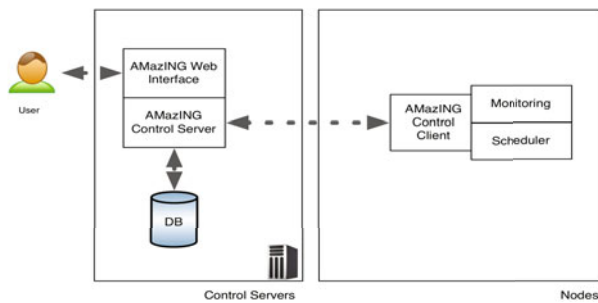 User
AMazING Web
Interface
AMazING
Control Server
DB
Control Servers
AMazING
Control
Client
Monitoring
Scheduler
Nodes